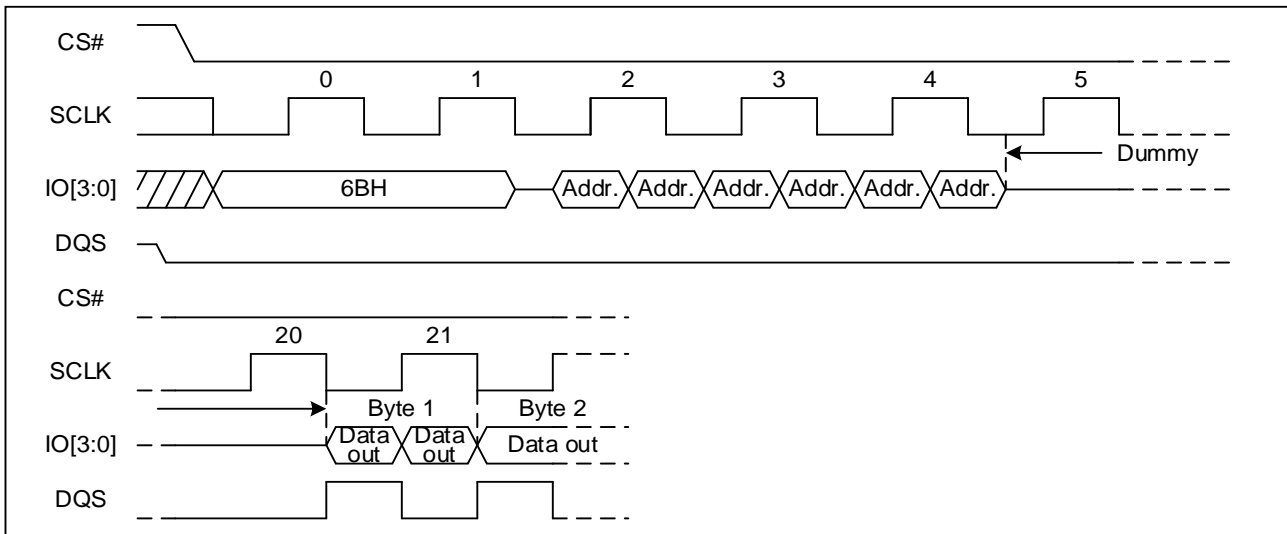 CS#
0 1 2 3 4 5
SCLK
Dummy
IO[3:0] 6BH Addr. Addr. Addr. Addr. Addr. Addr.
DQS
CS#
20 21
SCLK
Byte 1 Byte 2
IO[3:0] Data out Data out Data out
DQS